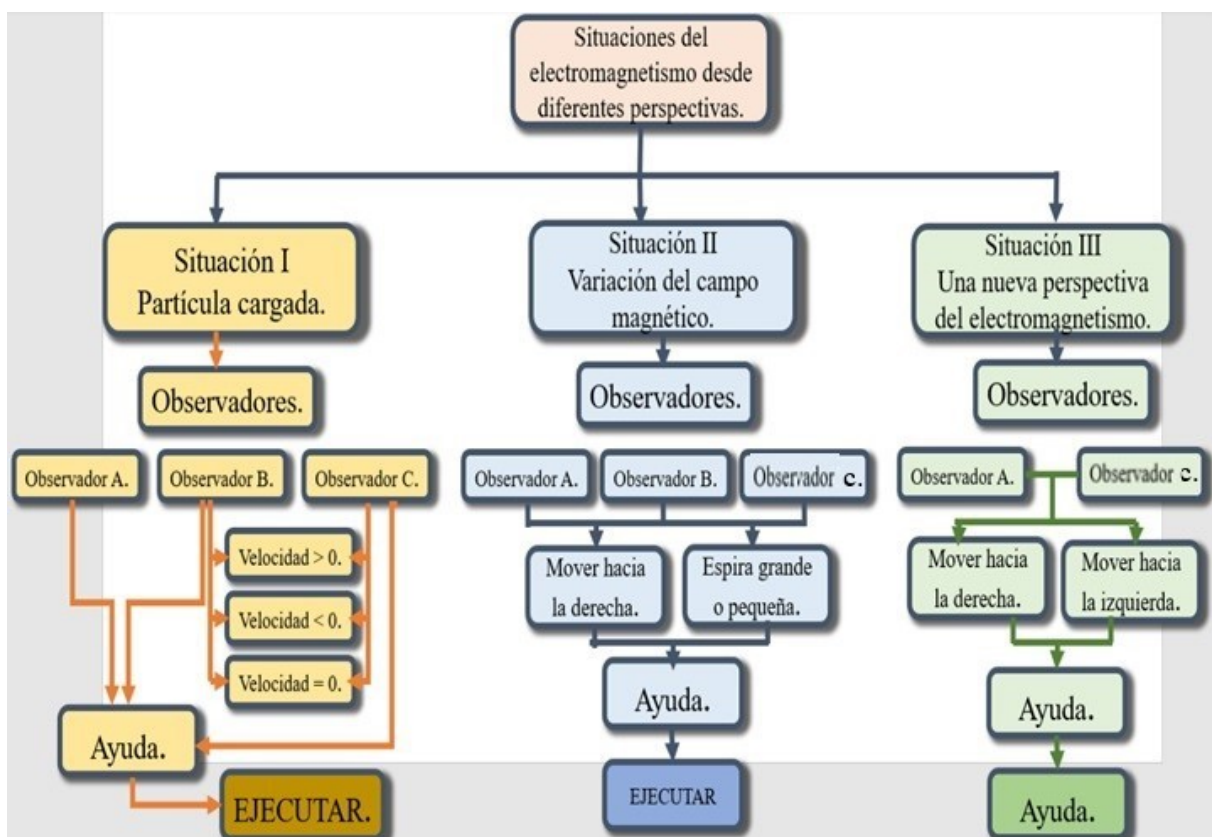 Situaciones del
electromagnetismo desde
diferentes perspectivas.
Situación I
Partícula cargada.
Situación II
Variación del campo
magnético.
Situación III
Una nueva perspectiva
del electromagnetismo.
Observadores.
Observadores.
Observadores.
Observador A.
Observador B.
Observador C.
Observador A.
Observador B.
Observador c.
Observador A.
Observador c.
Velocidad > 0.
Velocidad < 0.
Velocidad = 0.
Mover hacia
la derecha.
Espira grande
o pequeña.
Mover hacia
la derecha.
Mover hacia
la izquierda.
Ayuda.
Ayuda.
Ayuda.
EJECUTAR.
EJECUTAR
Ayuda.